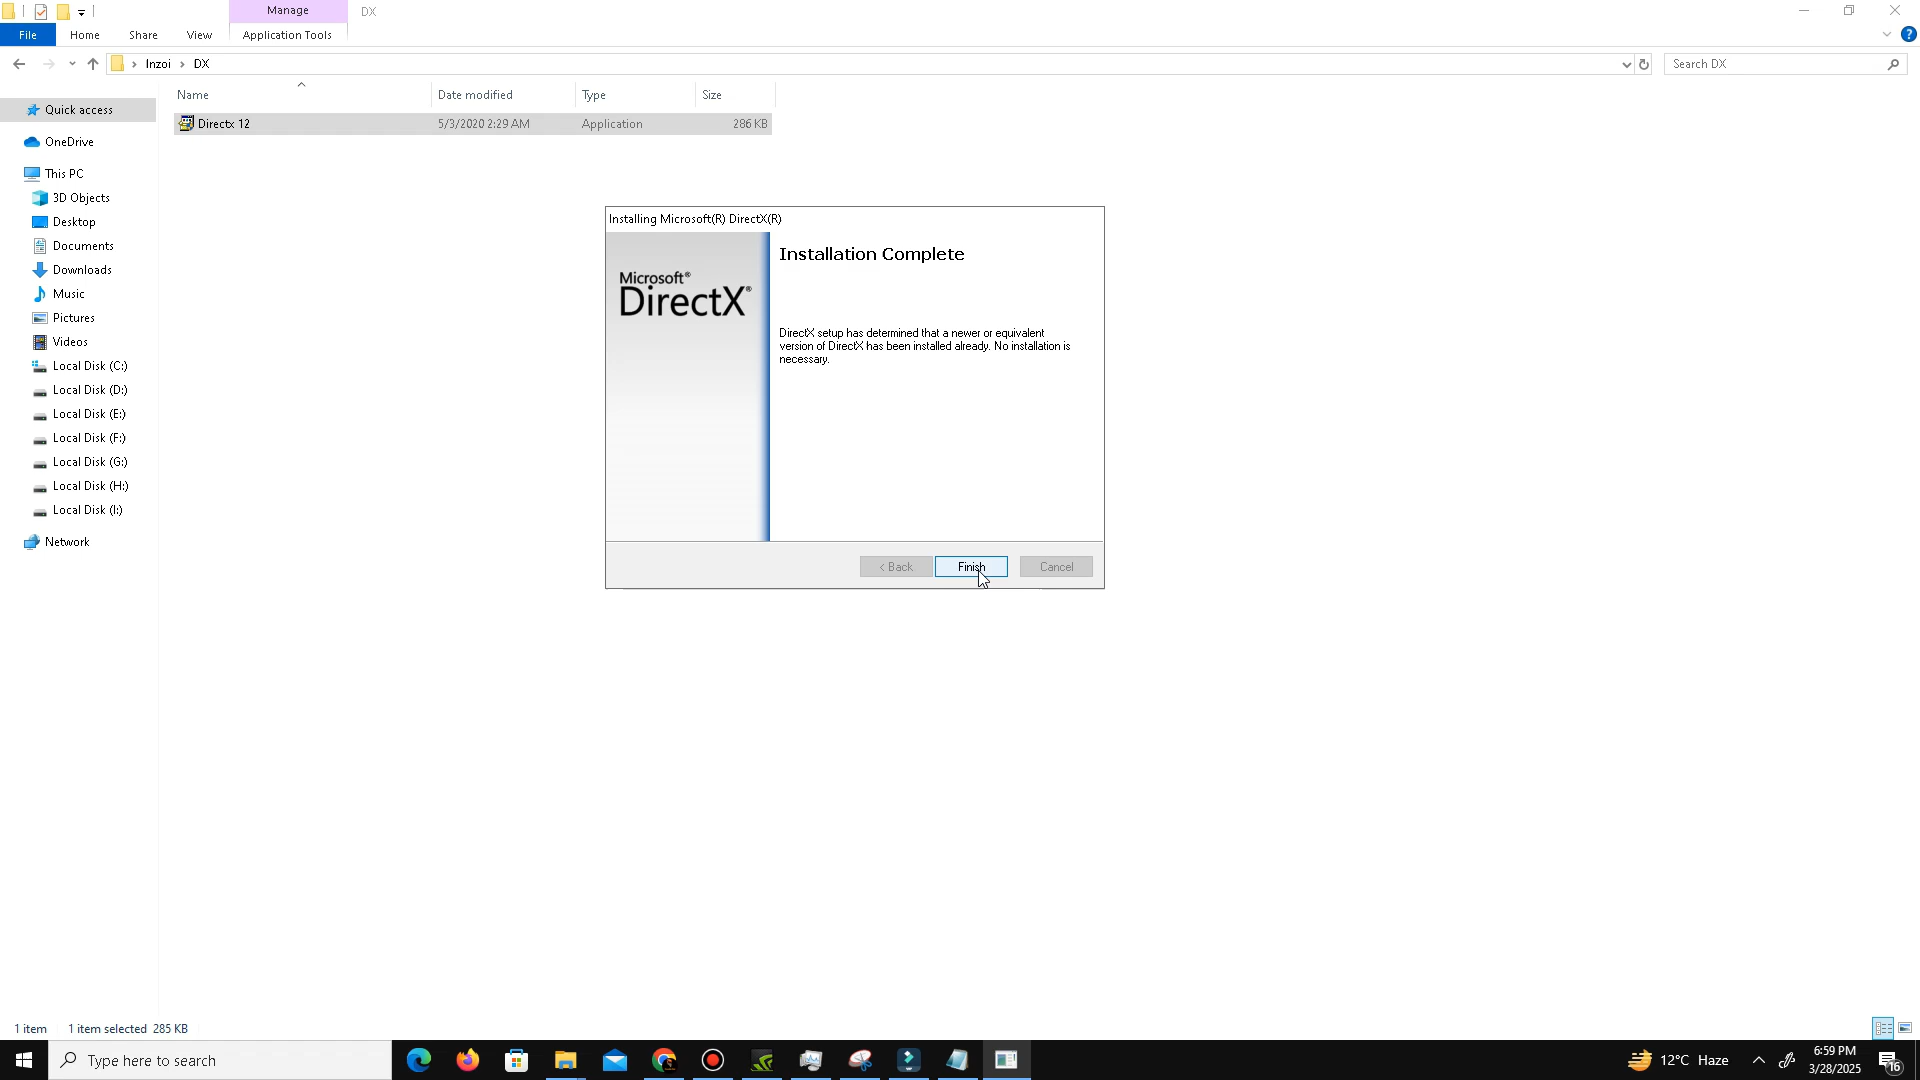 Manage
DX
File
Home
Share
View
Application Tools
Inzoi
DX
Search DX
Name
Date modified
Type
Size
Directx 12
5/3/2020 2:29 AM
Application
286 KB
Quick access
OneDrive
This PC
3D Objects
Desktop
Documents
Downloads
Music
Pictures
Videos
Local Disk (C:)
Local Disk (D:)
Local Disk (E:)
Local Disk (F:)
Local Disk (G:)
Local Disk (H:)
Local Disk (I:)
Network
Installing Microsoft(R) DirectX(R)
Microsoft®
DirectX®
Installation Complete
DirectX setup has determined that a newer or equivalent
version of DirectX has been installed already. No installation is
necessary.
< Back
Finish
Cancel
1 item
1 item selected 285 KB
Type here to search
12°C Haze
6:59 PM
3/28/2025
16